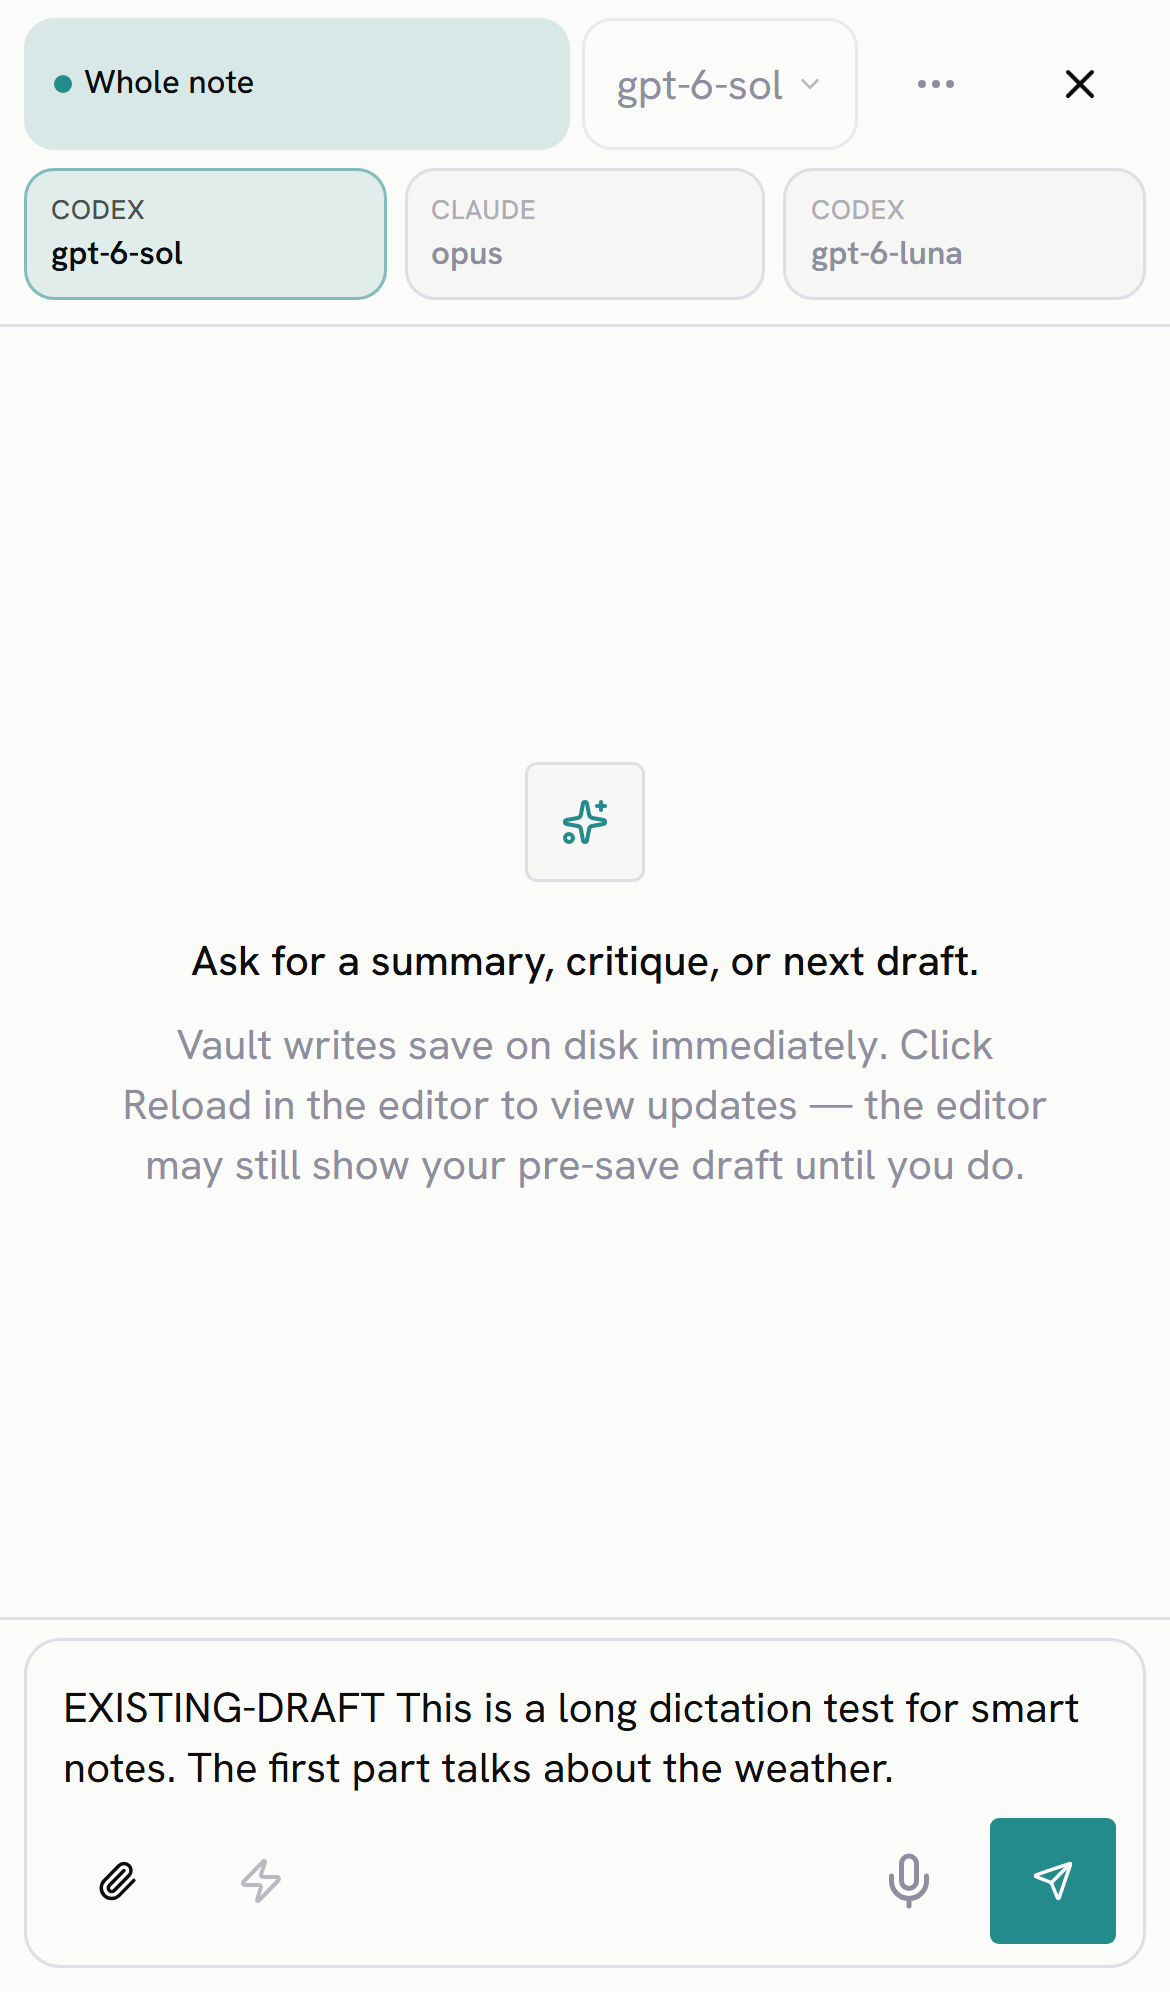 Whole note
gpt-6-sol
CODEX
gpt-6-sol
CLAUDE
opus
CODEX
gpt-6-luna
Ask for a summary, critique, or next draft.
Vault writes save on disk immediately. Click
Reload in the editor to view updates — the editor
may still show your pre-save draft until you do.
EXISTING-DRAFT This is a long dictation test for smart
notes. The first part talks about the weather.